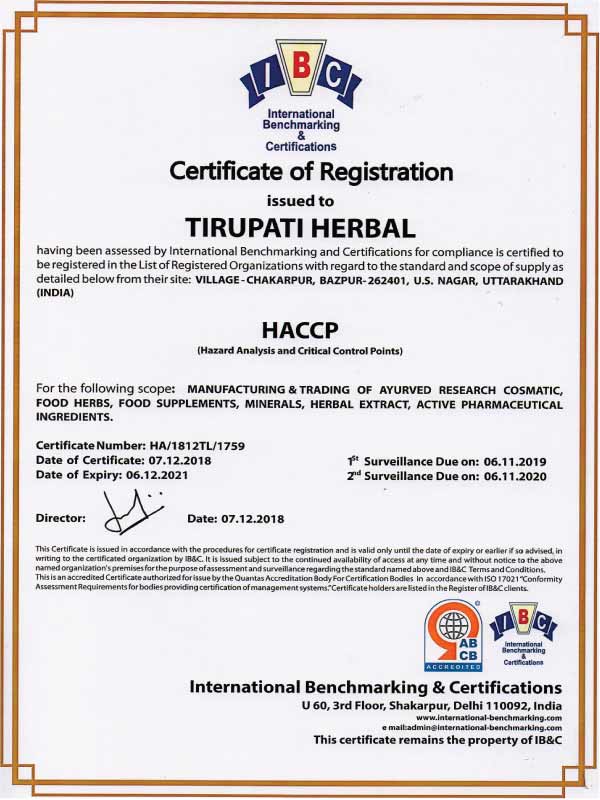 I B C
International
Benchmarking
&
Certifications
Certificate of Registration
issued to
TIRUPATI HERBAL
having been assessed by International Benchmarking and Certifications for compliance is certified to
be registered in the List of Registered Organizations with regard to the standard and scope of supply as
detailed below from their site: VILLAGE-CHAKARPUR, BAZPUR-262401, U.S. NAGAR, UTTARAKHAND
(INDIA)
HACCP
(Hazard Analysis and Critical Control Points)
For the following scope: MANUFACTURING & TRADING OF AYURVED RESEARCH COSMATIC,
FOOD HERBS, FOOD SUPPLEMENTS, MINERALS, HERBAL EXTRACT, ACTIVE PHARMACEUTICAL
INGREDIENTS.
Certificate Number: HA/1812TL/1759
Date of Certificate: 07.12.2018 1St Surveillance Due on: 06.11.2019
Date of Expiry: 06.12.2021 2nd Surveillance Due on: 06.11.2020
Director: Date: 07.12.2018
This Certificate is issued in accordance with the procedures for certificate registration and is valid only until the date of expiry or earlier if so advised, in
writing to the certificated organization by IB&C. It is issued subject to the continued availability of access at any time and without notice to the above
named organization's premises for the purpose of assessment and surveillance regarding the standard named above and IB&C Terms and Conditions.
This is an accredited Certificate authorized for issue by the Quantas Accreditation Body For Certification Bodies in accordance with ISO 17021 "Conformity
Assessment Requirements for bodies providing certification of management systems." Certificate holders are listed in the Register of IB&C clients.
AB
CB
ACCREDITED
®
I B C
International
Benchmarking
&
Certifications
International Benchmarking & Certifications
U 60, 3rd Floor, Shakarpur, Delhi 110092, India
www.international-benchmarking.com
e mail:admin@international-benchmarking.com
This certificate remains the property of IB&C